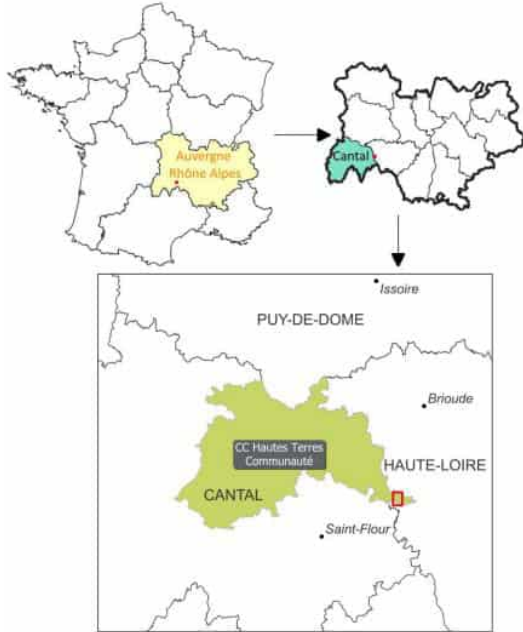 Auvergne
Rhône Alpes
Cantal
Issoire
PUY-DE-DOME
Brioude
CC Hautes Terres
Communauté
HAUTE-LOIRE
CANTAL
Saint-Flour